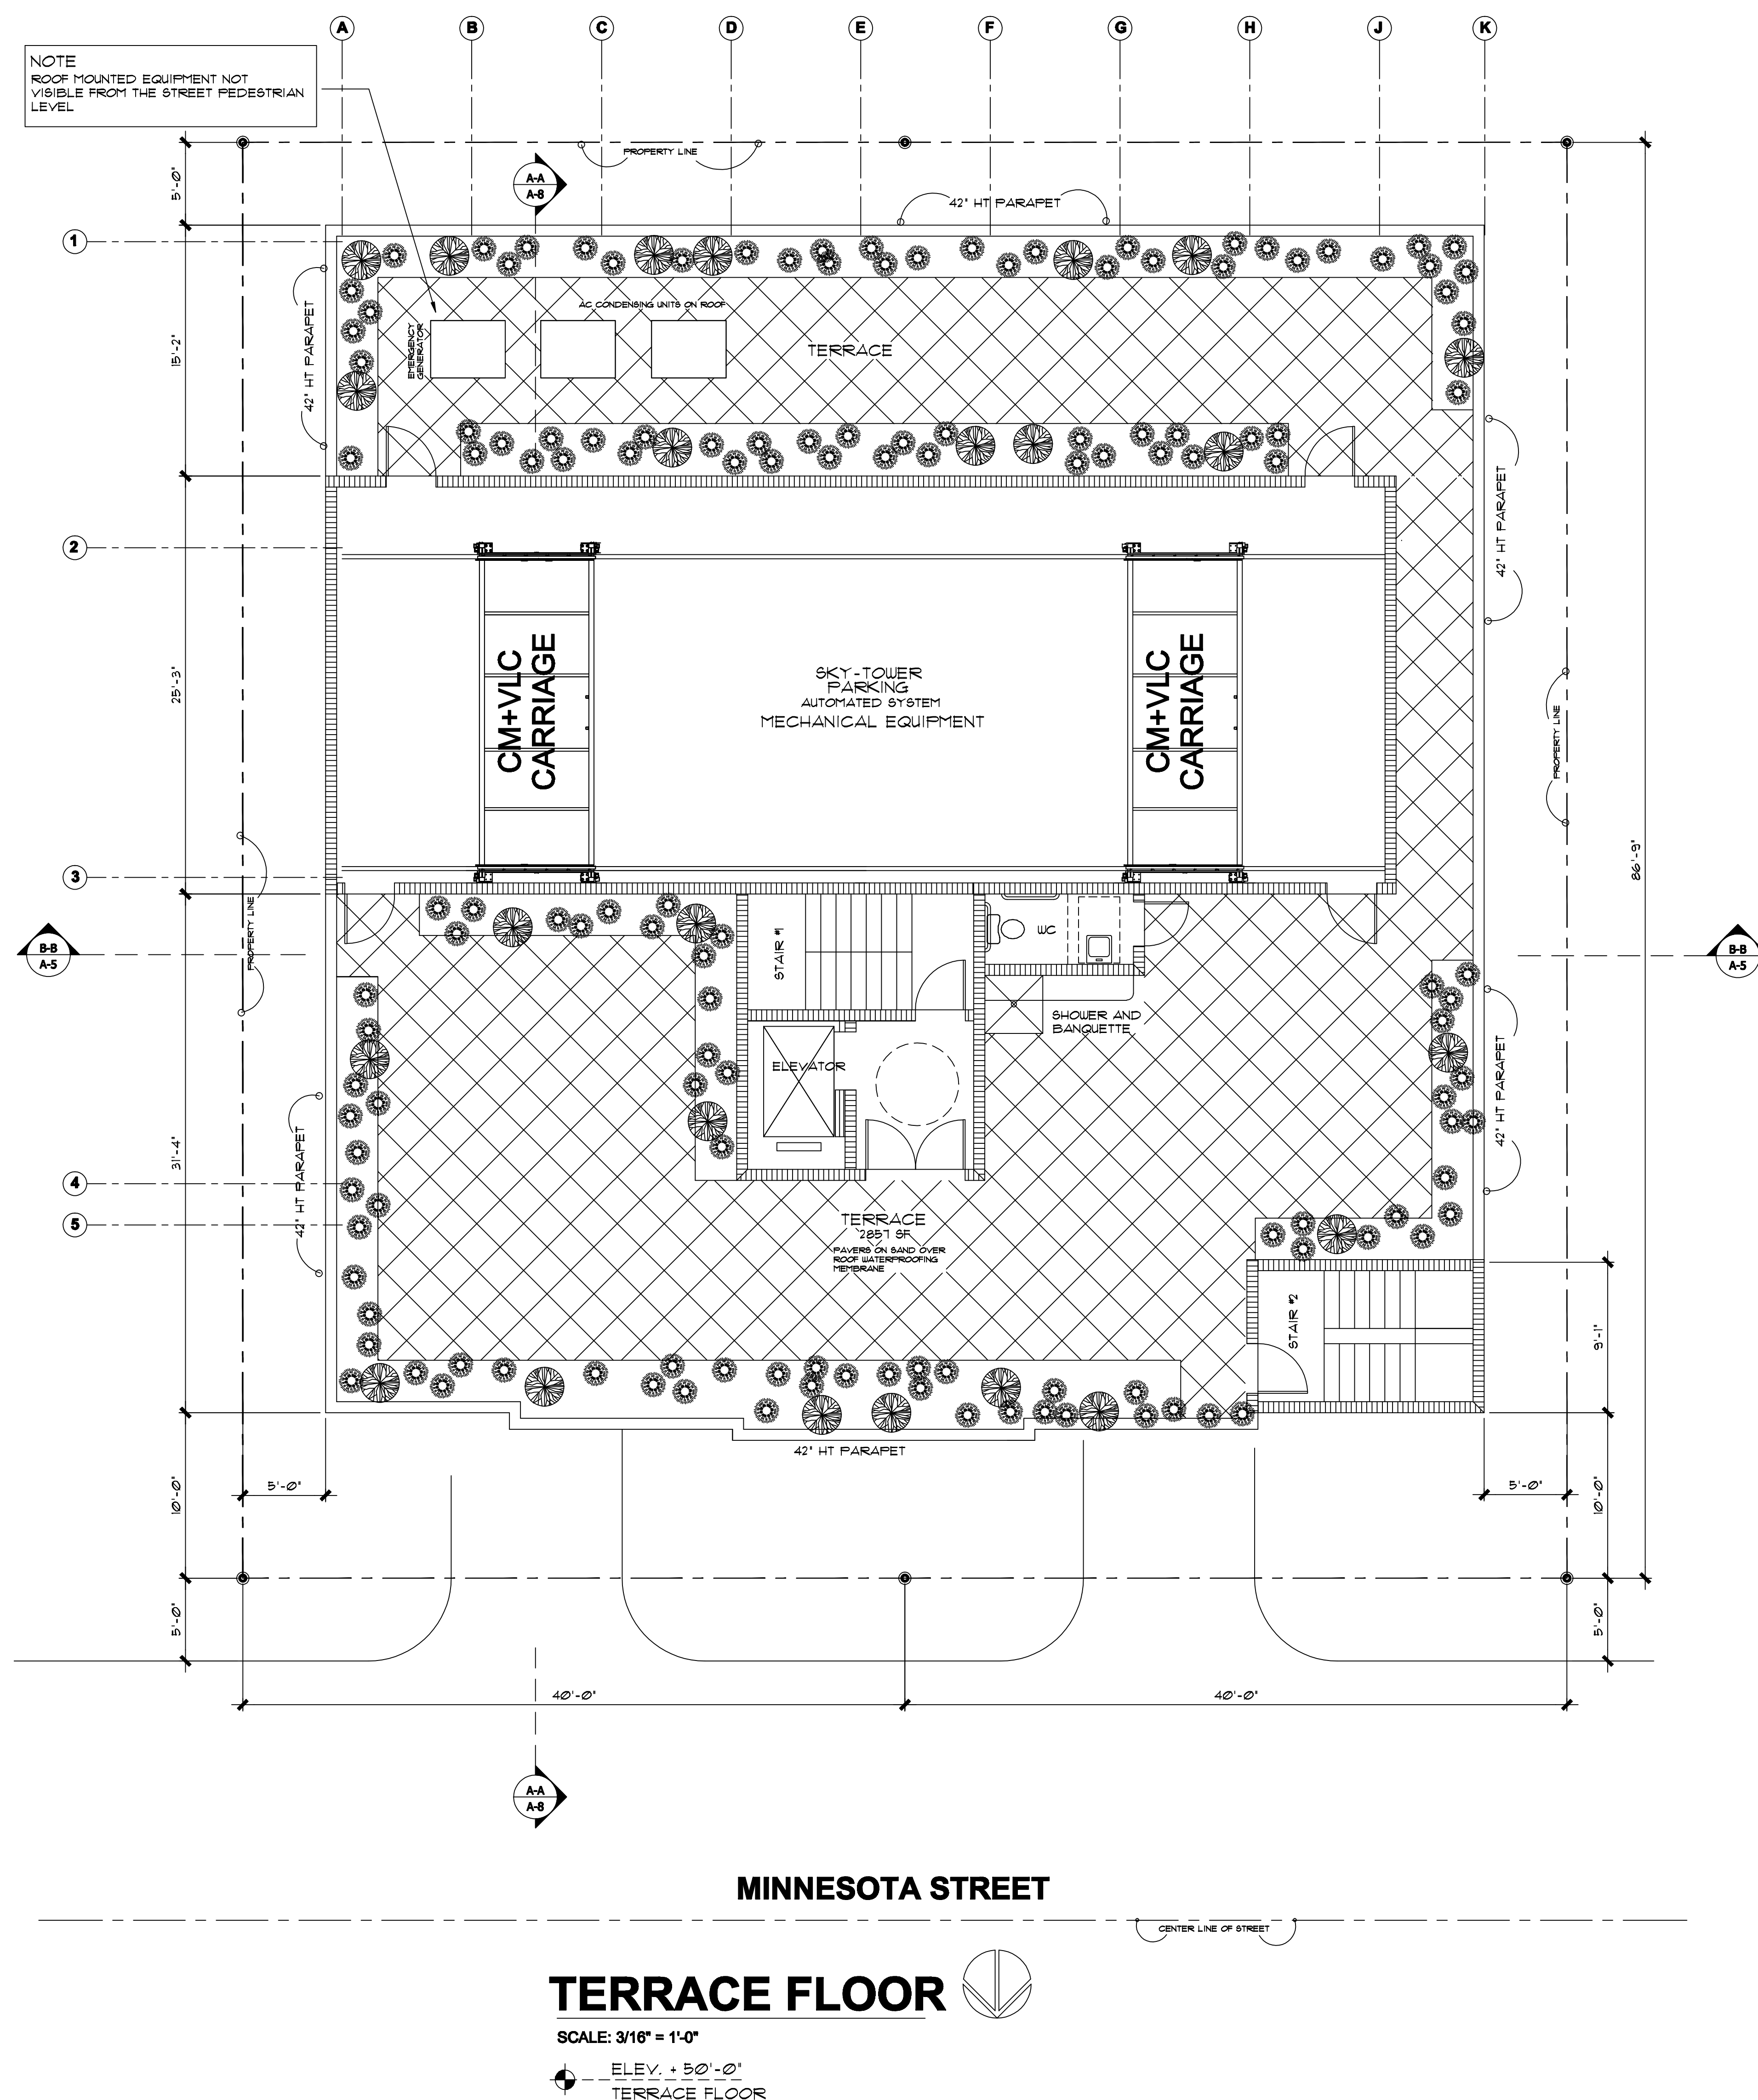 A B C D E F G H J K
NOTE
ROOF MOUNTED EQUIPMENT NOT
VISIBLE FROM THE STREET PEDESTRIAN
LEVEL
PROPERTY LINE
5'-0"
A-A
A-8
42" HT PARAPET
1
AC CONDENSING UNITS ON ROOF
EMERGENCY
GENERATOR
TERRACE
42" HT PARAPET
15'-2"
42" HT PARAPET
2
CM+VLC
CARRIAGE
SKY-TOWER
PARKING
AUTOMATED SYSTEM
MECHANICAL EQUIPMENT
CM+VLC
CARRIAGE
25'-3"
PROPERTY LINE
86'-9"
3
PROPERTY LINE
B-B
A-5
STAIR #1
WC
B-B
A-5
SHOWER AND
BANQUETTE
ELEVATOR
42" HT PARAPET
31'-4"
42" HT PARAPET
4
5
TERRACE
2857 SF
PAVERS ON SAND OVER
ROOF WATERPROOFING
MEMBRANE
STAIR #2
9'-1"
42" HT PARAPET
5'-0"
5'-0"
10'-0"
10'-0"
5'-0"
5'-0"
40'-0"
40'-0"
A-A
A-8
MINNESOTA STREET
CENTER LINE OF STREET
TERRACE FLOOR
SCALE: 3/16" = 1'-0"
ELEV. + 50'-0"
TERRACE FLOOR